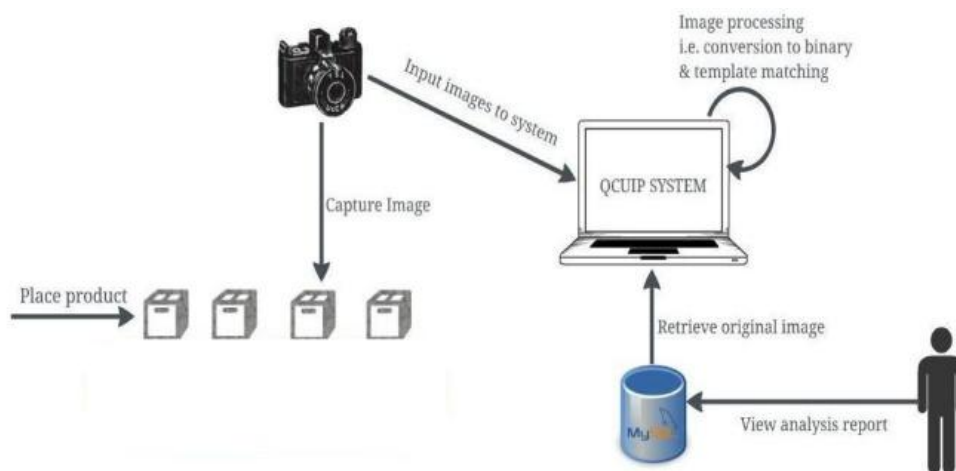 Image processing
i.e. conversion to binary
& template matching
Input images to system
QCUIP SYSTEM
Capture Image
Place product
Retrieve original image
MySQL
View analysis report